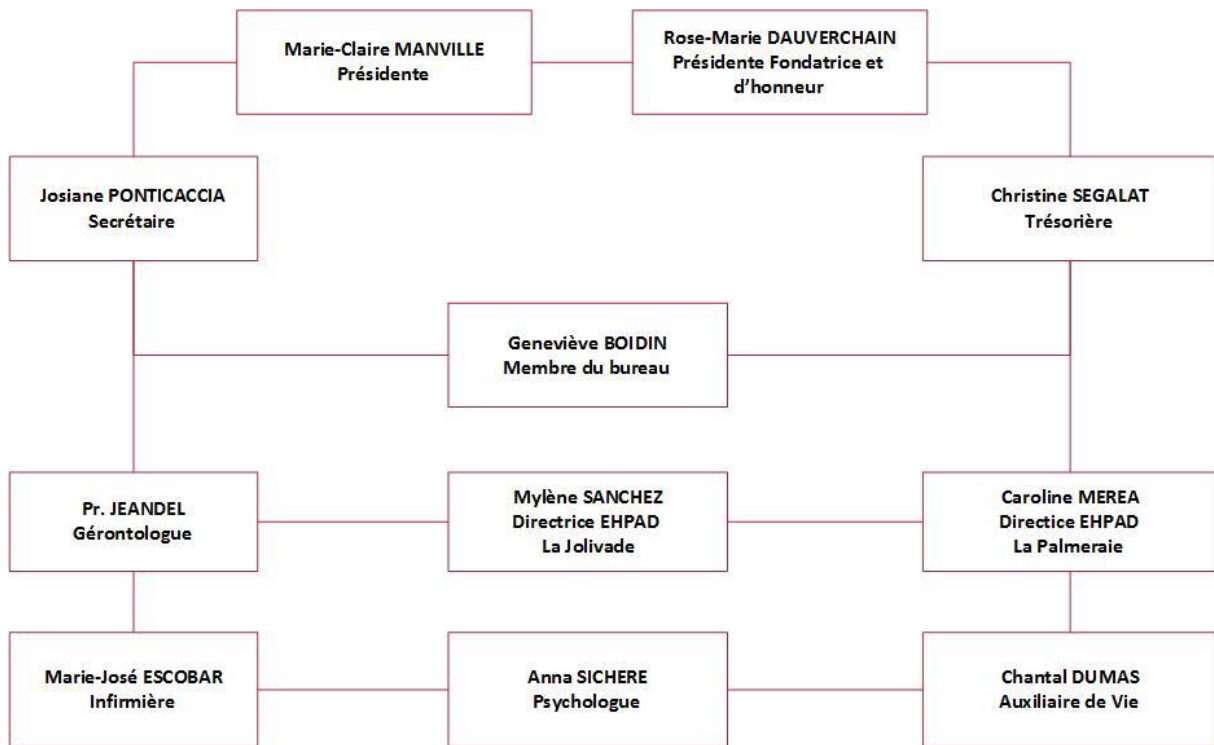 Marie-Claire MANVILLE
Présidente
Rose-Marie DAUVERCHAIN
Présidente Fondatrice et
d’honneur
Josiane PONTICACCIA
Secrétaire
Christine SEGALAT
Trésorière
Geneviève BOIDIN
Membre du bureau
Pr. JEANDEL
Gérontologue
Mylène SANCHEZ
Directrice EHPAD
La Jolivade
Caroline MEREA
Directice EHPAD
La Palmeraie
Marie-José ESCOBAR
Infirmière
Anna SICHERE
Psychologue
Chantal DUMAS
Auxiliaire de Vie